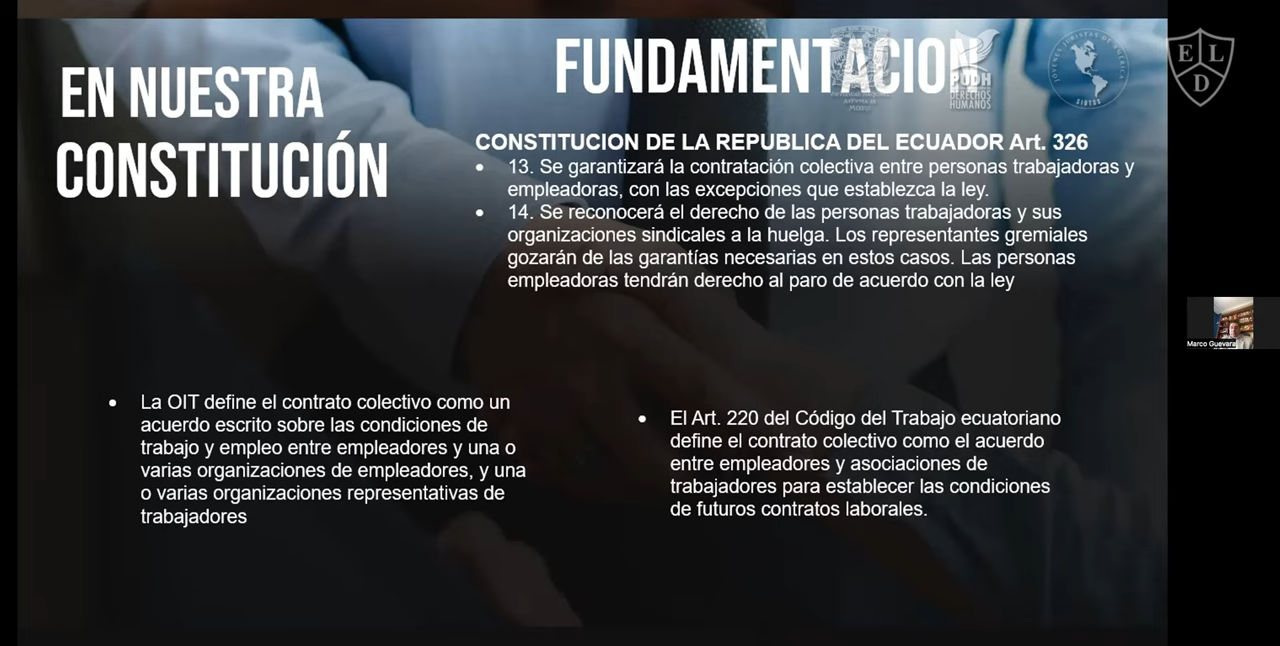 EN NUESTRA
CONSTITUCIÓN
FUNDAMENTACION
PUDH
DERECHOS
HUMANOS
JÓVENES JURISTAS DE AMÉRICA
E L
D
CONSTITUCION DE LA REPUBLICA DEL ECUADOR Art. 326
• 13. Se garantizará la contratación colectiva entre personas trabajadoras y
empleadoras, con las excepciones que establezca la ley.
• 14. Se reconocerá el derecho de las personas trabajadoras y sus
organizaciones sindicales a la huelga. Los representantes gremiales
gozarán de las garantías necesarias en estos casos. Las personas
empleadoras tendrán derecho al paro de acuerdo con la ley
Marco Guevara
• La OIT define el contrato colectivo como un
acuerdo escrito sobre las condiciones de
trabajo y empleo entre empleadores y una o
varias organizaciones de empleadores, y una
o varias organizaciones representativas de
trabajadores
• El Art. 220 del Código del Trabajo ecuatoriano
define el contrato colectivo como el acuerdo
entre empleadores y asociaciones de
trabajadores para establecer las condiciones
de futuros contratos laborales.